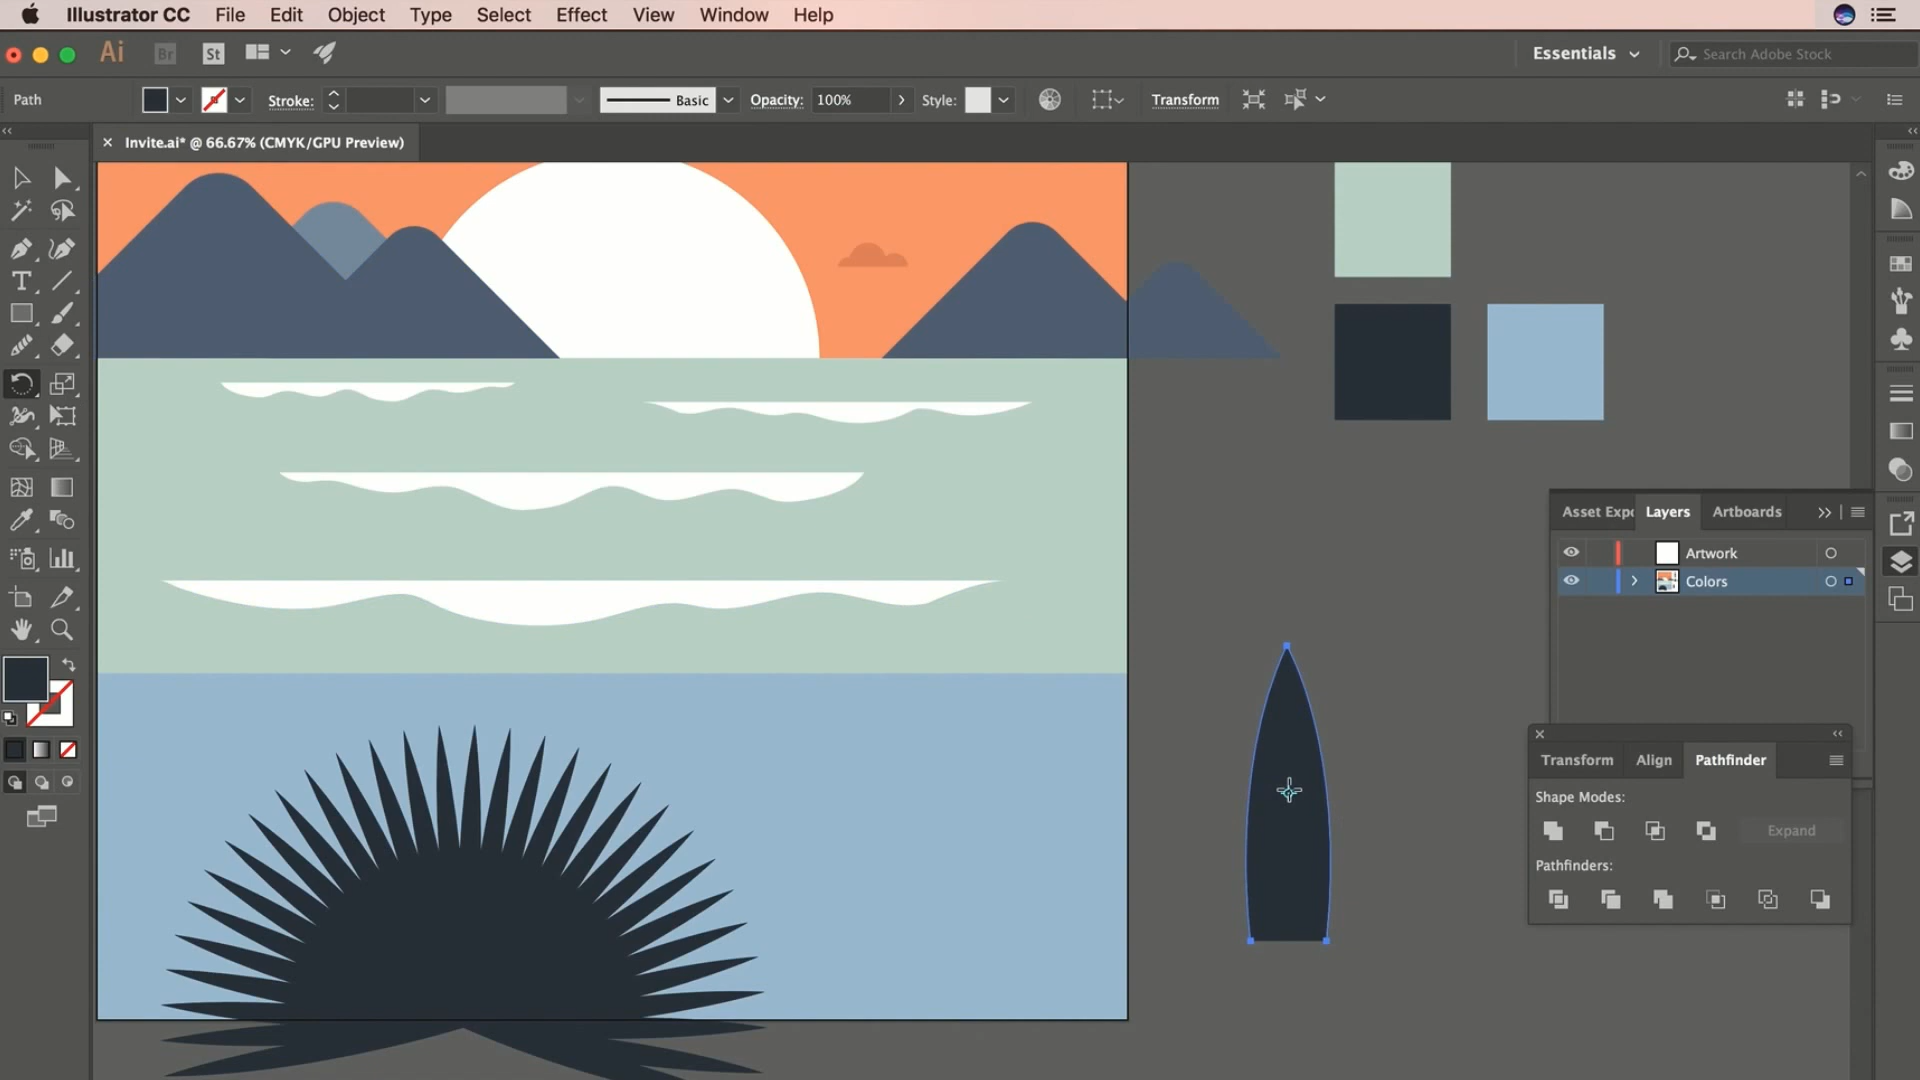 Illustrator CC File Edit Object Type Select Effect View Window Help
Ai Br St Essentials Search Adobe Stock
Path Stroke: Basic Opacity: 100% Style: Transform
Invite.ai* @ 66.67% (CMYK/GPU Preview)
Asset Expo Layers Artboards
Artwork
Colors
Transform Align Pathfinder
Shape Modes:
Expand
Pathfinders: